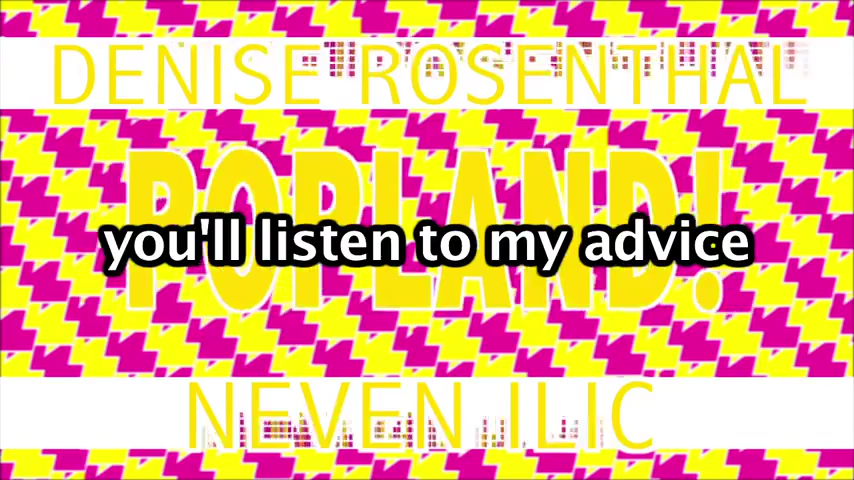 DENISE ROSENTHAL
POPLAND!
you'll listen to my advice
NEVEN ILIC